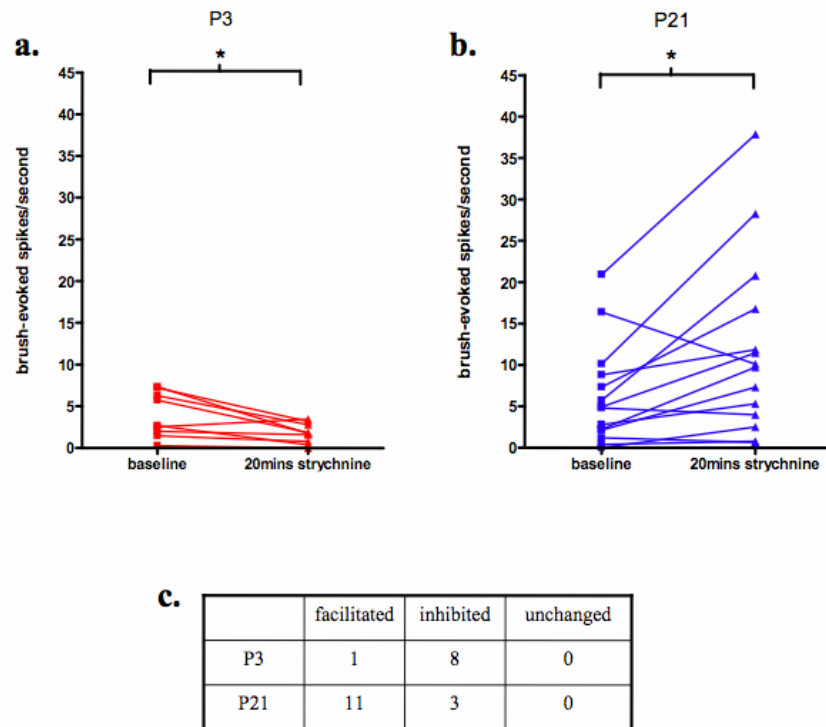 P3
a.
*
45
40
35
30
25
20
15
10
5
0
brush-evoked spikes/second
baseline 20mins strychnine
P21
b.
*
45
40
35
30
25
20
15
10
5
0
brush-evoked spikes/second
baseline 20mins strychnine
c.
facilitated inhibited unchanged
P3 1 8 0
P21 11 3 0